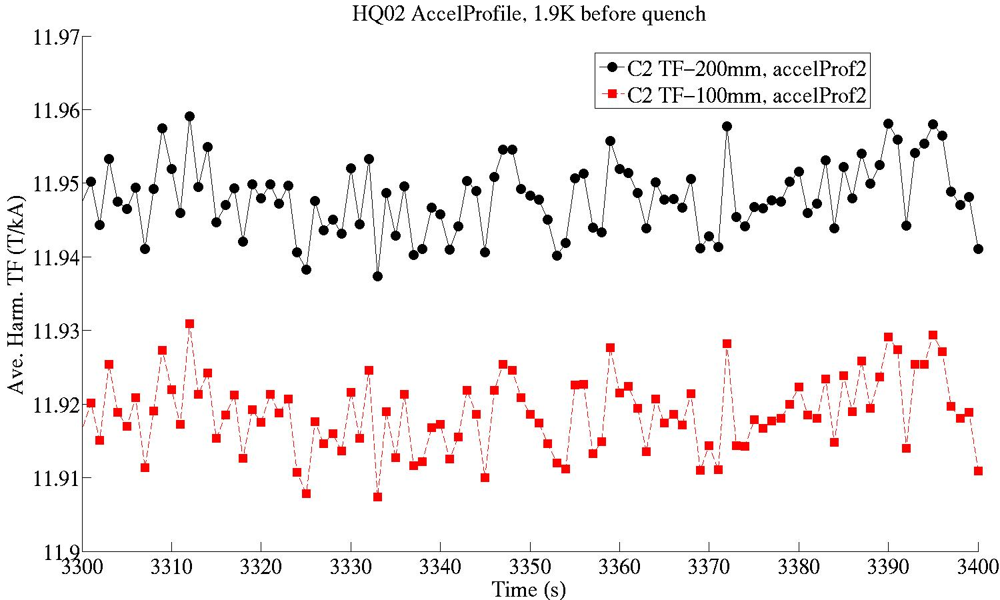 HQ02 AccelProfile, 1.9K before quench
11.97
11.96
11.95
11.94
11.93
11.92
11.91
11.9
Ave. Harm. TF (T/kA)
C2 TF−200mm, accelProf2
C2 TF−100mm, accelProf2
3300 3310 3320 3330 3340 3350 3360 3370 3380 3390 3400
Time (s)